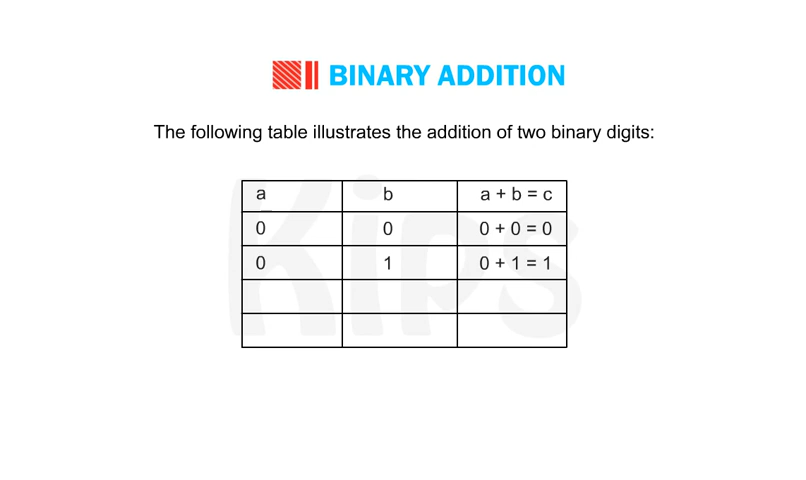 BINARY ADDITION
The following table illustrates the addition of two binary digits:
a b a + b = c
0 0 0 + 0 = 0
0 1 0 + 1 = 1
Kips